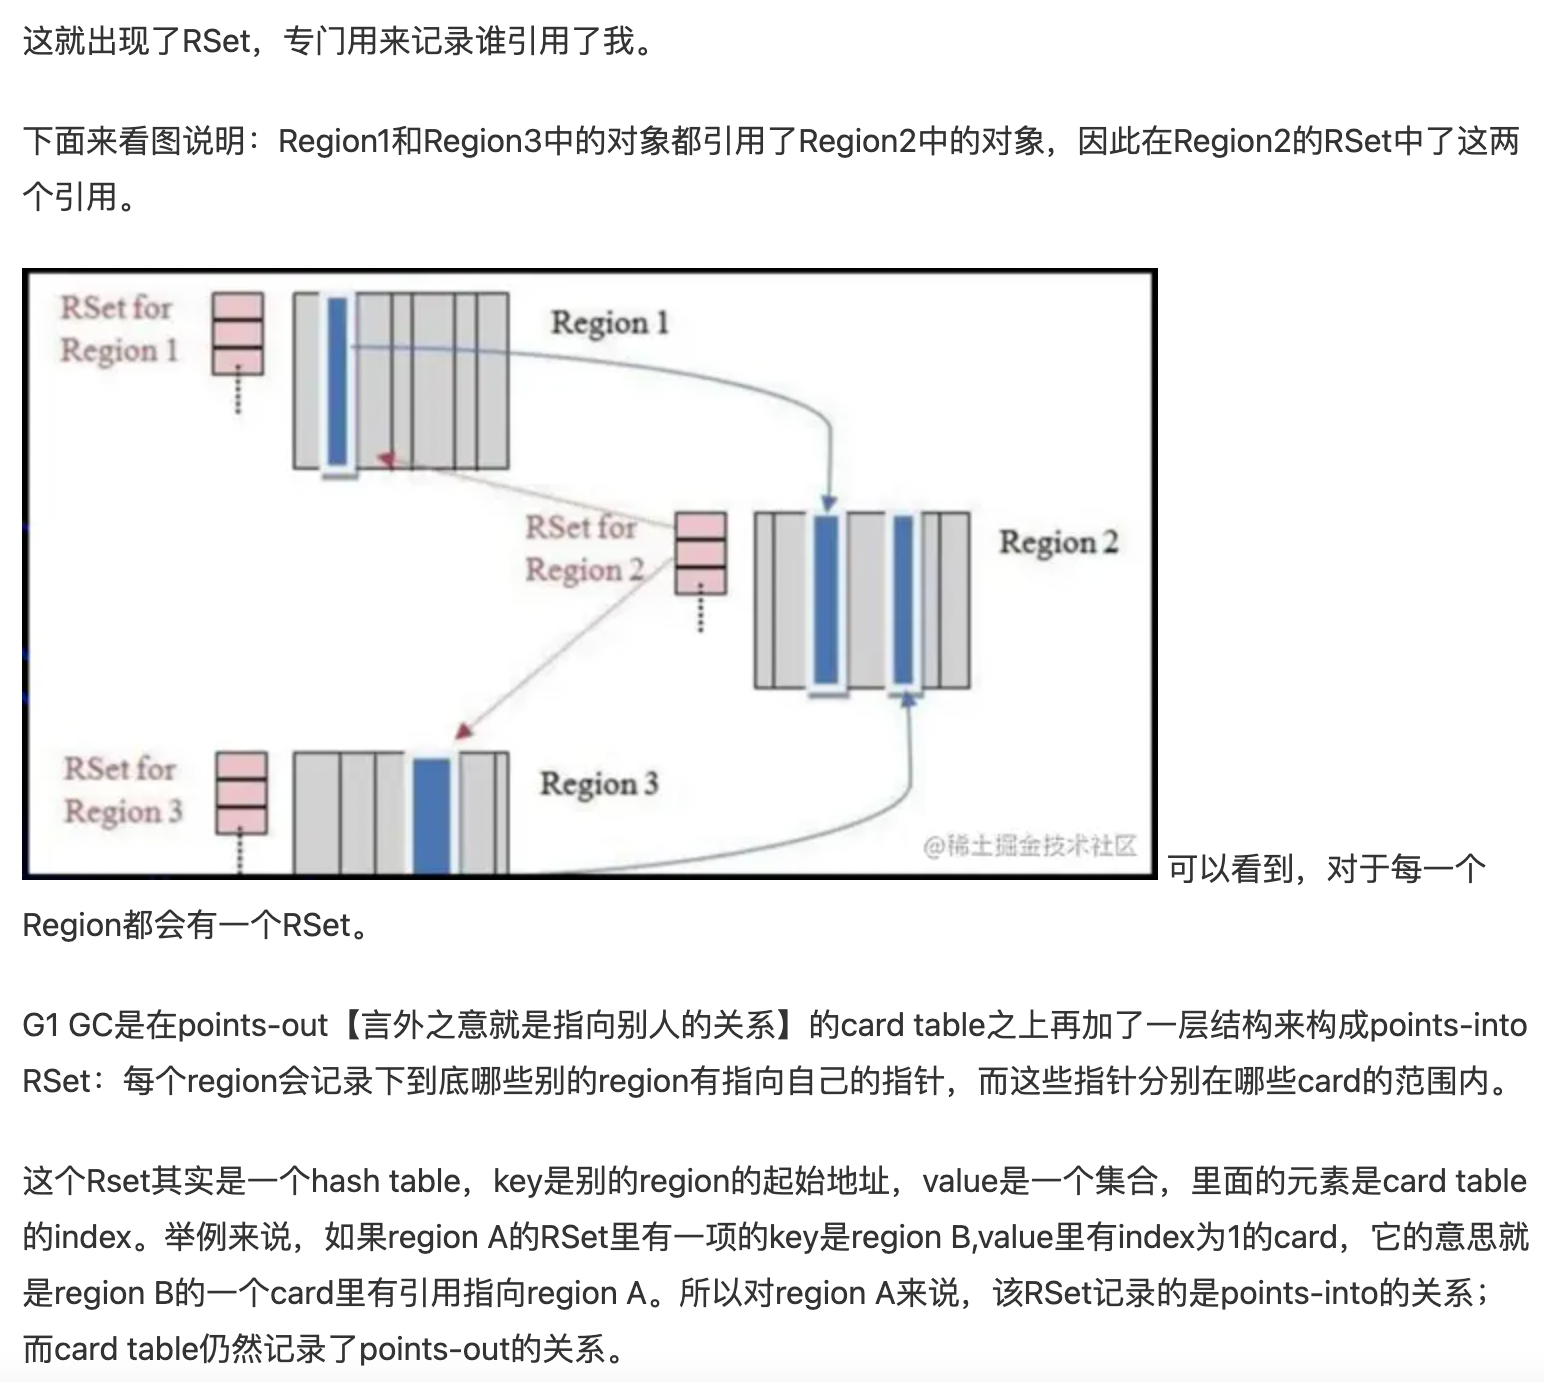 这就出现了RSet，专门用来记录谁引用了我。
下面来看图说明：Region1和Region3中的对象都引用了Region2中的对象，因此在Region2的RSet中了这两
个引用。
RSet for
Region 1
Region 1
RSet for
Region 2
Region 2
RSet for
Region 3
Region 3
@稀土掘金技术社区
可以看到，对于每一个
Region都会有一个RSet。
G1 GC是在points-out【言外之意就是指向别人的关系】的card table之上再加了一层结构来构成points-into
RSet：每个region会记录下到底哪些别的region有指向自己的指针，而这些指针分别在哪些card的范围内。
这个Rset其实是一个hash table，key是别的region的起始地址，value是一个集合，里面的元素是card table
的index。举例来说，如果region A的RSet里有一项的key是region B,value里有index为1的card，它的意思就
是region B的一个card里有引用指向region A。所以对region A来说，该RSet记录的是points-into的关系；
而card table仍然记录了points-out的关系。